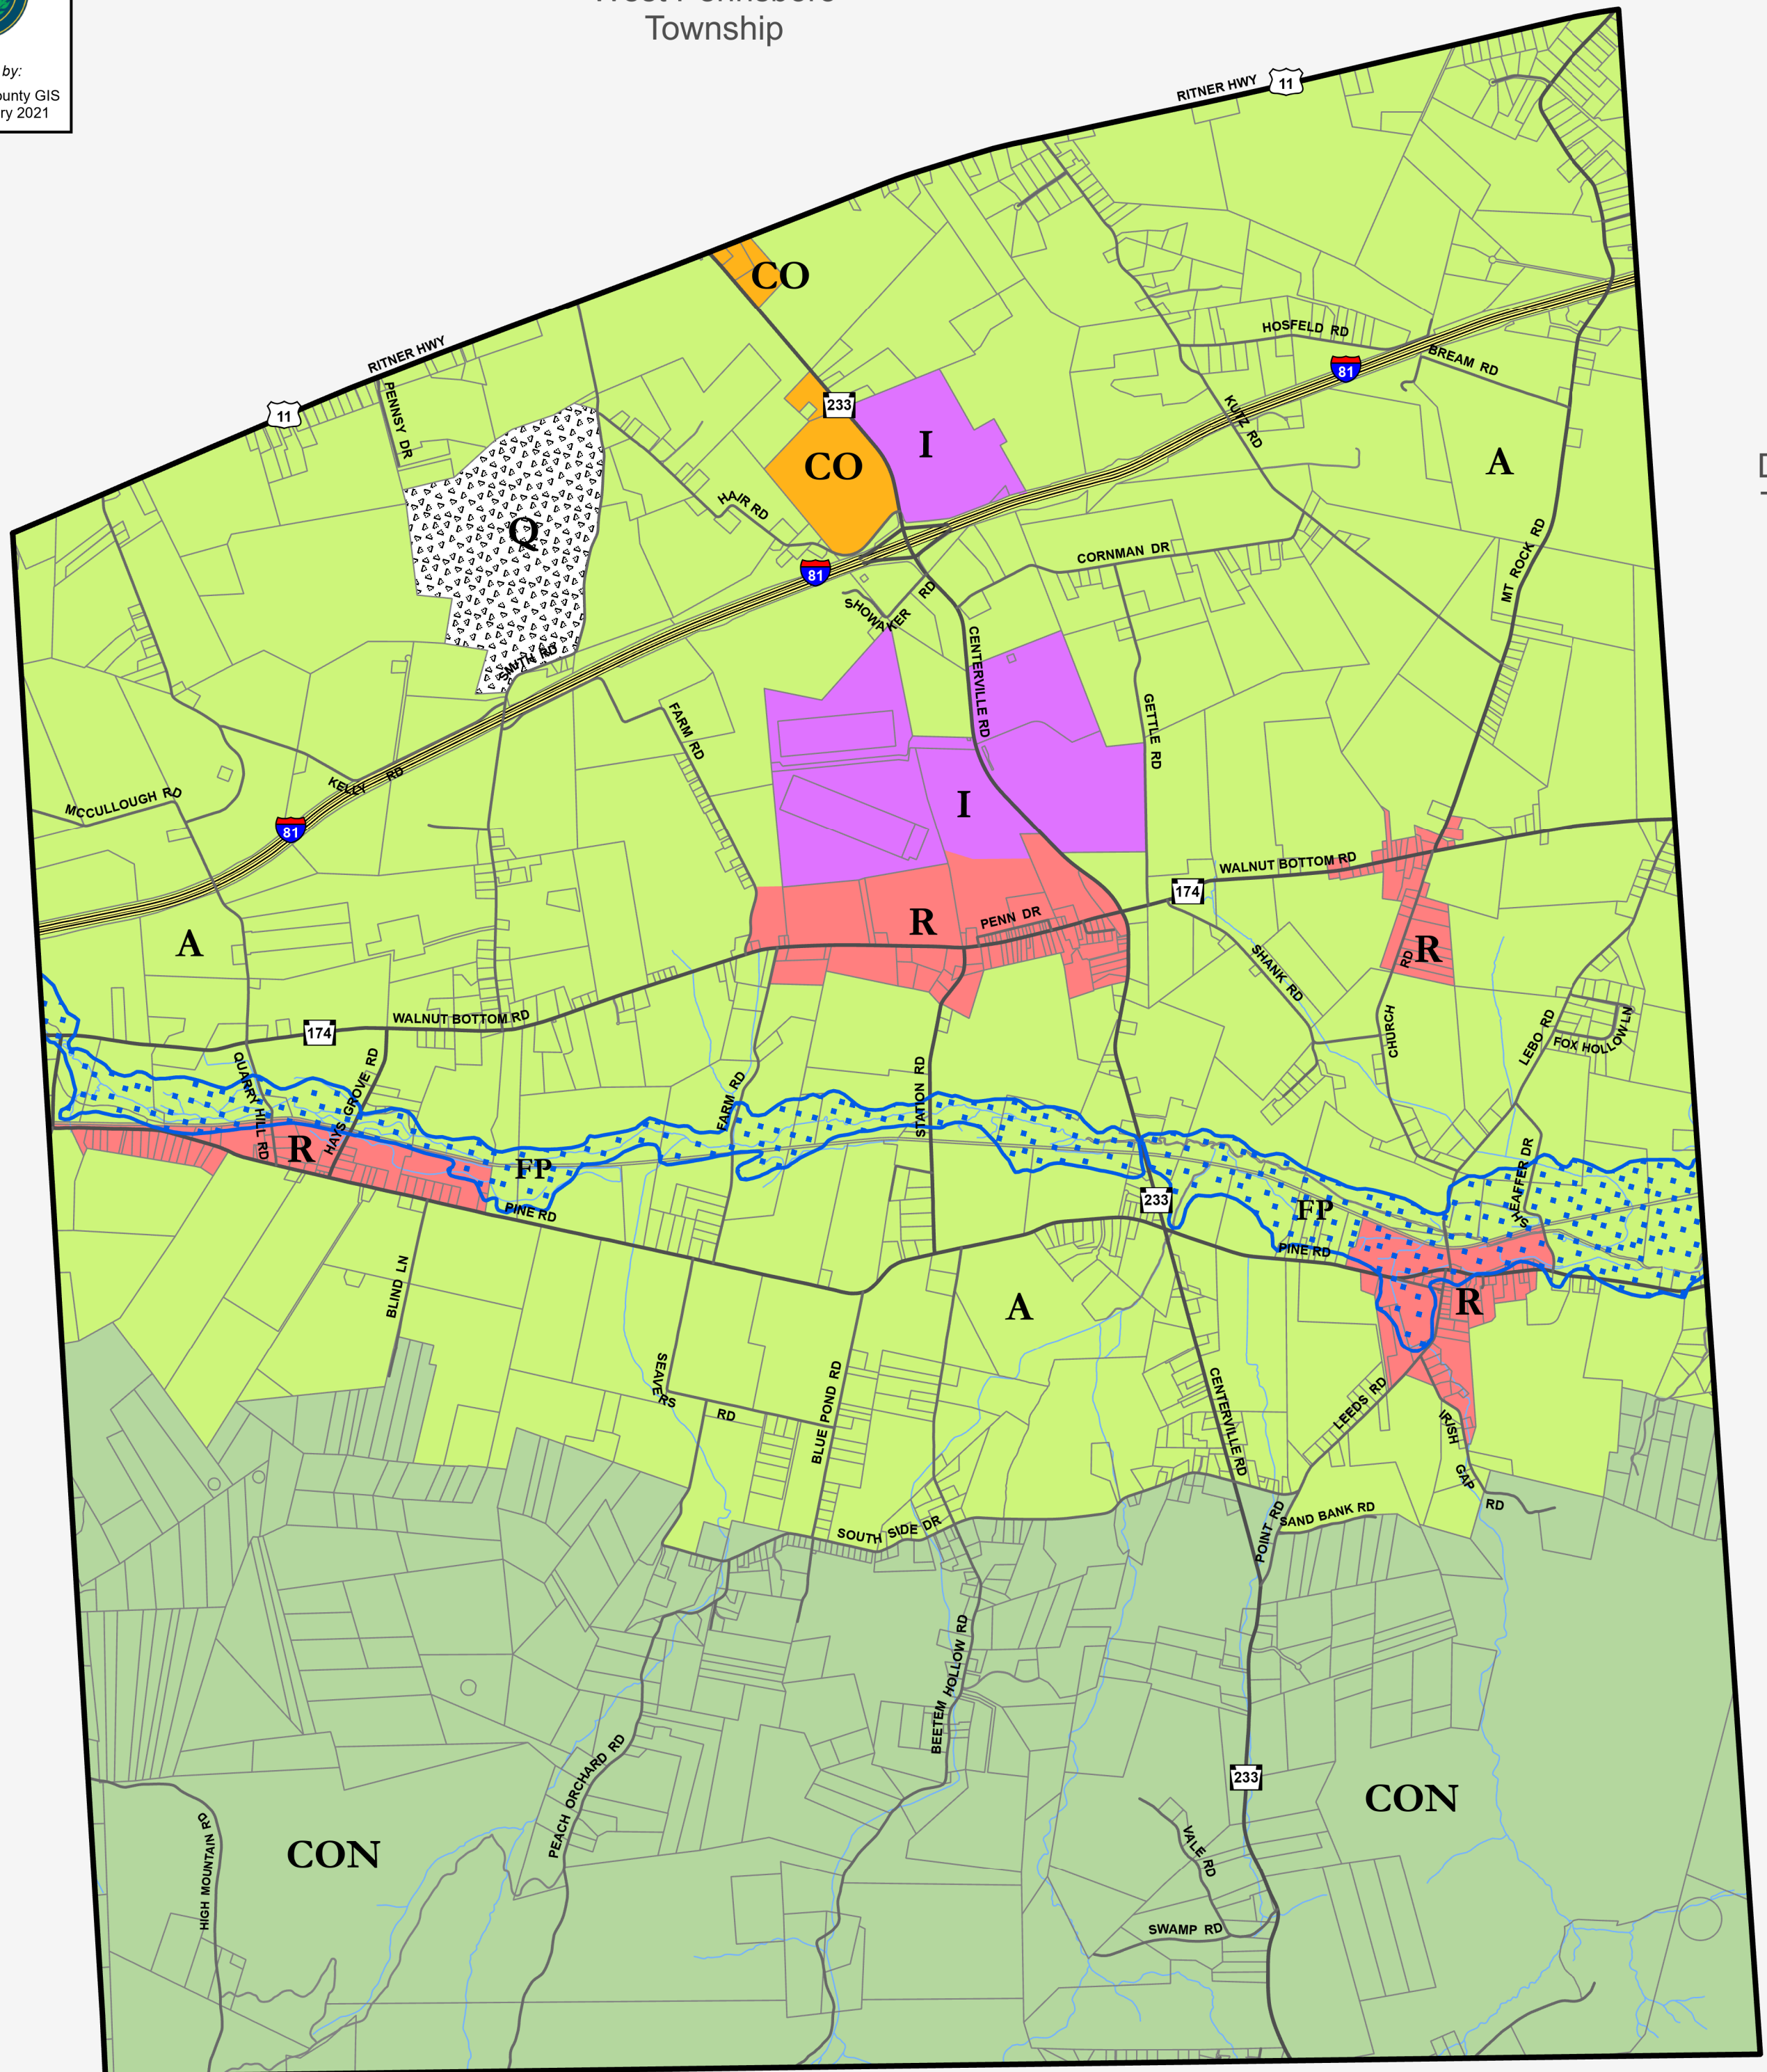 Township
by:
ounty GIS
ry 2021
RITNER HWY
11
CO
HOSFELD RD
RITNER HWY
BREAM RD
81
11
PENNSY DR
233
KUTZ RD
I
CO
A
HAIR RD
Q
CORNMAN DR
MT ROCK RD
81
SHOWAKER RD
SMITH RD
CENTERVILLE RD
FARM RD
GETTLE RD
KELLY RD
MCCULLOUGH RD
I
81
WALNUT BOTTOM RD
174
PENN DR
R
A
R
RD
SHANK RD
WALNUT BOTTOM RD
174
CHURCH
LEBO RD
FOX HOLLOW LN
QUARRY HILL RD
HAYS GROVE RD
FARM RD
STATION RD
R
FP
SHEAFFER DR
233
FP
PINE RD
PINE RD
BLIND LN
A
R
SEAVERS RD
BLUE POND RD
CENTERVILLE RD
LEEDS RD
IRISH GAP RD
SOUTH SIDE DR
POINT RD
SAND BANK RD
BEETEM HOLLOW RD
PEACH ORCHARD RD
233
CON
HIGH MOUNTAIN RD
CON
VALE RD
SWAMP RD